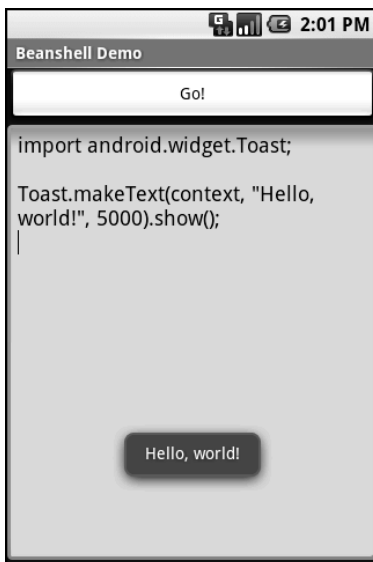 2:01 PM
Beanshell Demo
Go!
import android.widget.Toast;
Toast.makeText(context, "Hello,
world!", 5000).show();
Hello, world!